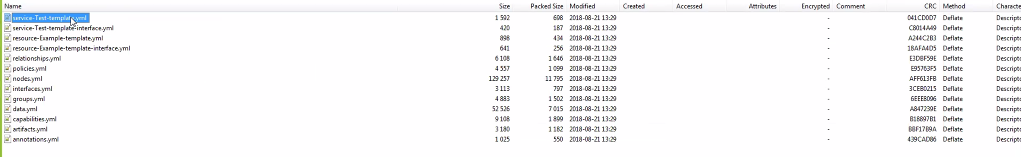 Name Size Packed Size Modified Created Accessed Attributes Encrypted Comment CRC Method Characte
service-Test-template.yml 1 592 698 2018-08-21 13:29 - 041CD0D7 Deflate Descripto
service-Test-template-interface.yml 420 187 2018-08-21 13:29 - C8014A49 Deflate Descripto
resource-Example-template.yml 898 434 2018-08-21 13:29 - A244C2B3 Deflate Descripto
resource-Example-template-interface.yml 641 256 2018-08-21 13:29 - 18AFA4D5 Deflate Descripto
relationships.yml 6 108 1 646 2018-08-21 13:29 - E3DBF59E Deflate Descripto
policies.yml 4 557 1 099 2018-08-21 13:29 - E95763F5 Deflate Descripto
nodes.yml 129 257 11 795 2018-08-21 13:29 - AFF613FB Deflate Descripto
interfaces.yml 3 113 797 2018-08-21 13:29 - 3CEB0215 Deflate Descripto
groups.yml 4 883 1 502 2018-08-21 13:29 - 6EEE8096 Deflate Descripto
data.yml 52 526 7 015 2018-08-21 13:29 - A847239E Deflate Descripto
capabilities.yml 9 108 1 899 2018-08-21 13:29 - B18897B1 Deflate Descripto
artifacts.yml 3 180 1 182 2018-08-21 13:29 - BBF17B9A Deflate Descripto
annotations.yml 1 025 550 2018-08-21 13:29 - 439CADB6 Deflate Descripto